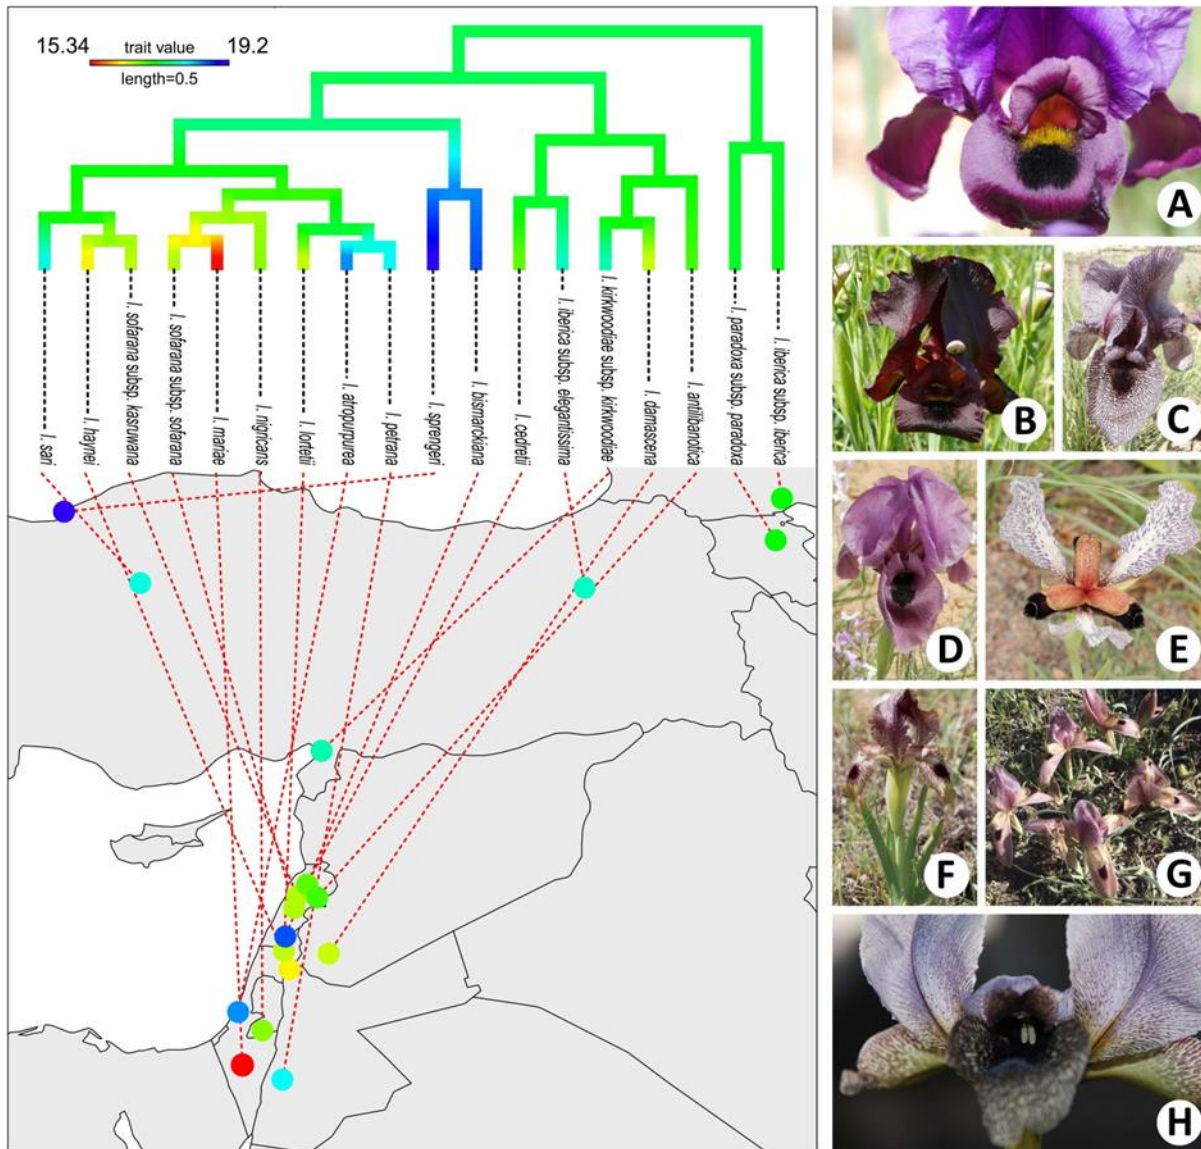 15.34 trait value 19.2
length=0.5
I. sari
I. haynei
I. sofarana subsp. kasruwana
I. sofarana subsp. sofarana
I. mariae
I. nigricans
I. lortetii
I. atropurpurea
I. petrana
I. sprengeri
I. bismarckiana
I. cedretii
I. iberica subsp. elegantissima
I. kirkwoodiae subsp. kirkwoodiae
I. damascena
I. antilibanotica
I. paradoxa subsp. paradoxa
I. iberica subsp. iberica
A
B
C
D
E
F
G
H